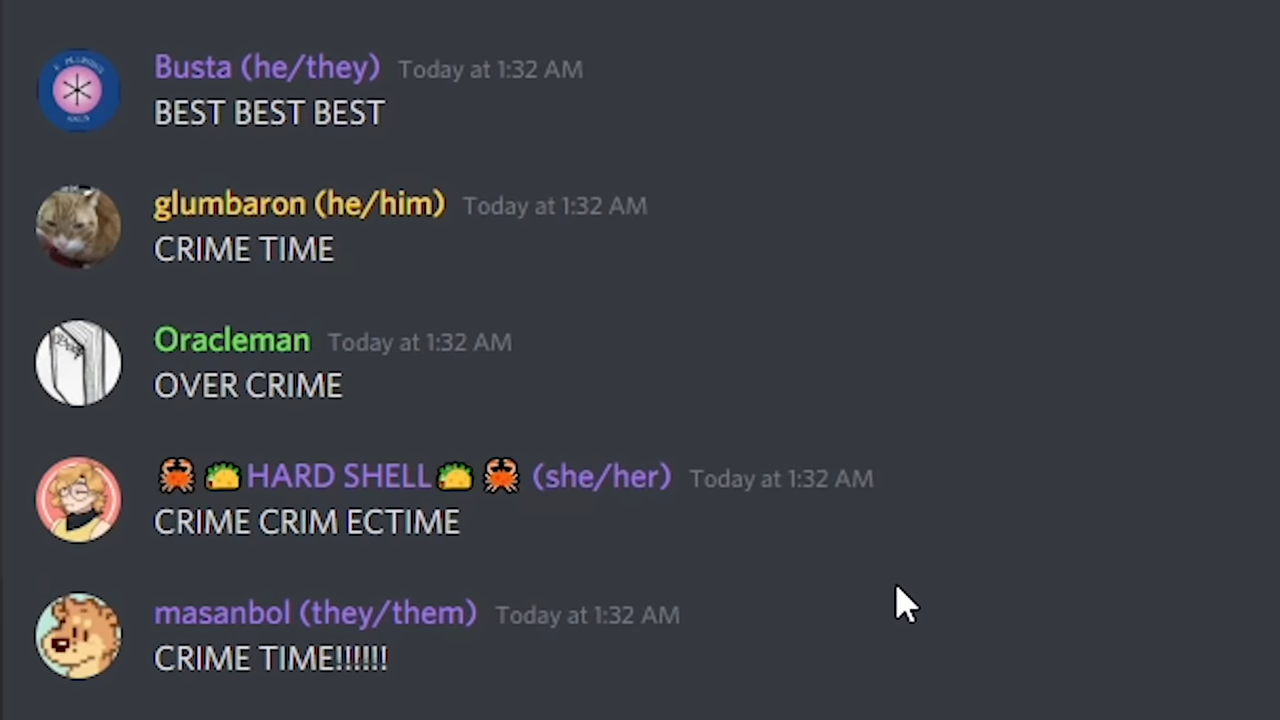 Busta (he/they) Today at 1:32 AM
BEST BEST BEST
glumbaron (he/him) Today at 1:32 AM
CRIME TIME
Oracleman Today at 1:32 AM
OVER CRIME
🦀🌮HARD SHELL🌮🦀 (she/her) Today at 1:32 AM
CRIME CRIM ECTIME
masanbol (they/them) Today at 1:32 AM
CRIME TIME!!!!!!